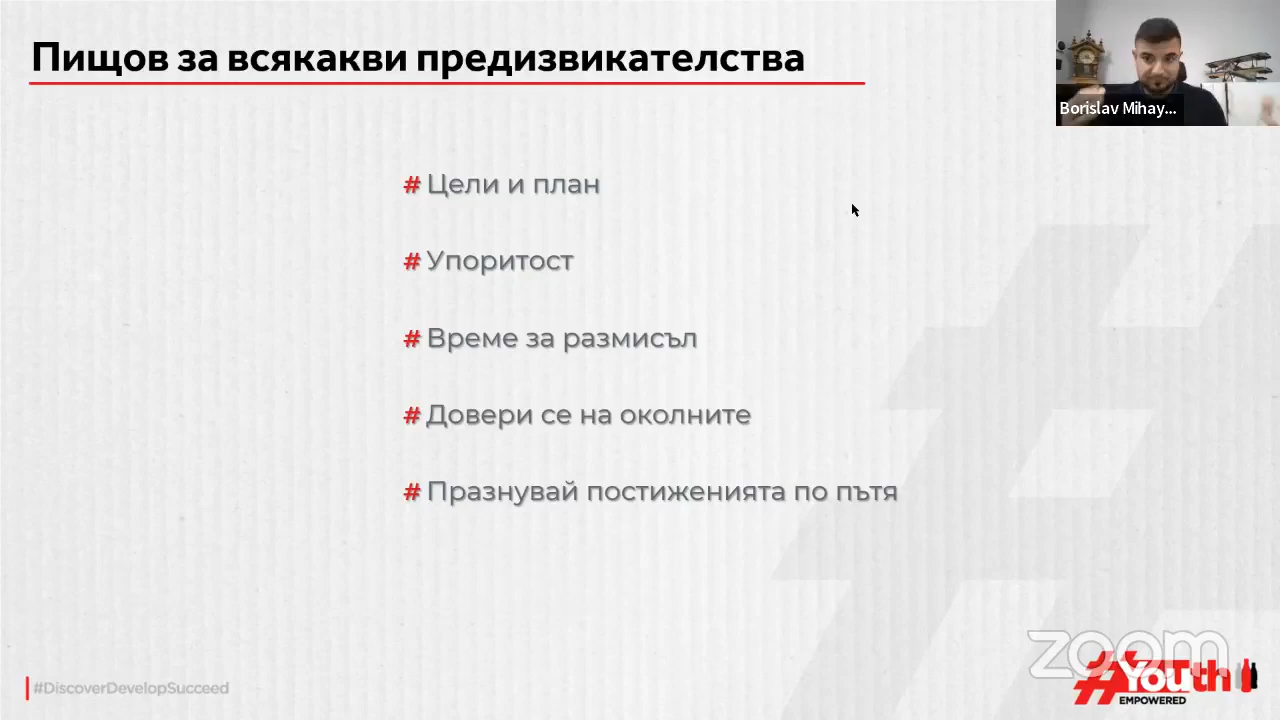 Пищов за всякакви предизвикателства
Borislav Mihay...
# Цели и план
# Упоритост
# Време за размисъл
# Довери се на околните
# Празнувай постиженията по пътя
zoom
#YOUth
EMPOWERED
#DiscoverDevelopSucceed